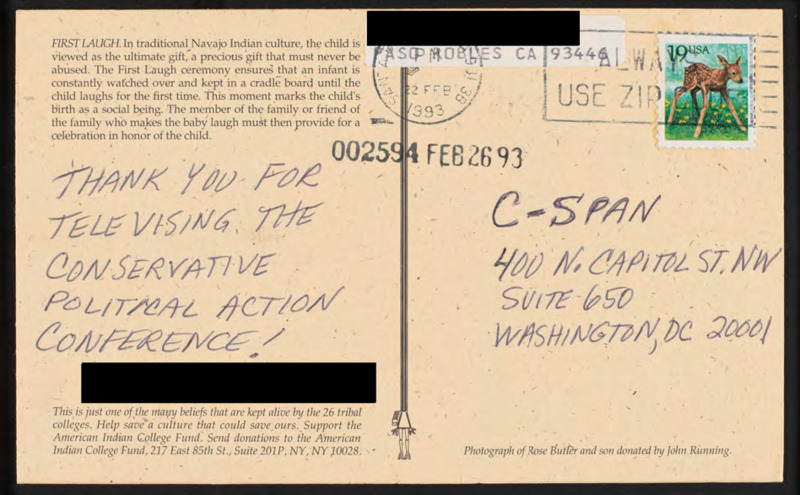 FIRST LAUGH. In traditional Navajo Indian culture, the child is
viewed as the ultimate gift, a precious gift that must never be
abused. The First Laugh ceremony ensures that an infant is
constantly watched over and kept in a cradle board until the
child laughs for the first time. This moment marks the child's
birth as a social being. The member of the family or friend of
the family who makes the baby laugh must then provide for a
celebration in honor of the child.
PASO ROBLES CA 93446
PM
22 FEB
1993
ALWAYS
USE ZIP
19 USA
002594 FEB 26 93
THANK YOU FOR
TELEVISING THE
CONSERVATIVE
POLITICAL ACTION
CONFERENCE!
C-SPAN
400 N. CAPITOL ST. NW
SUITE 650
WASHINGTON, DC 20001
This is just one of the many beliefs that are kept alive by the 26 tribal
colleges. Help save a culture that could save ours. Support the
American Indian College Fund. Send donations to the American
Indian College Fund, 217 East 85th St., Suite 201P, NY, NY 10028.
Photograph of Rose Butler and son donated by John Running.